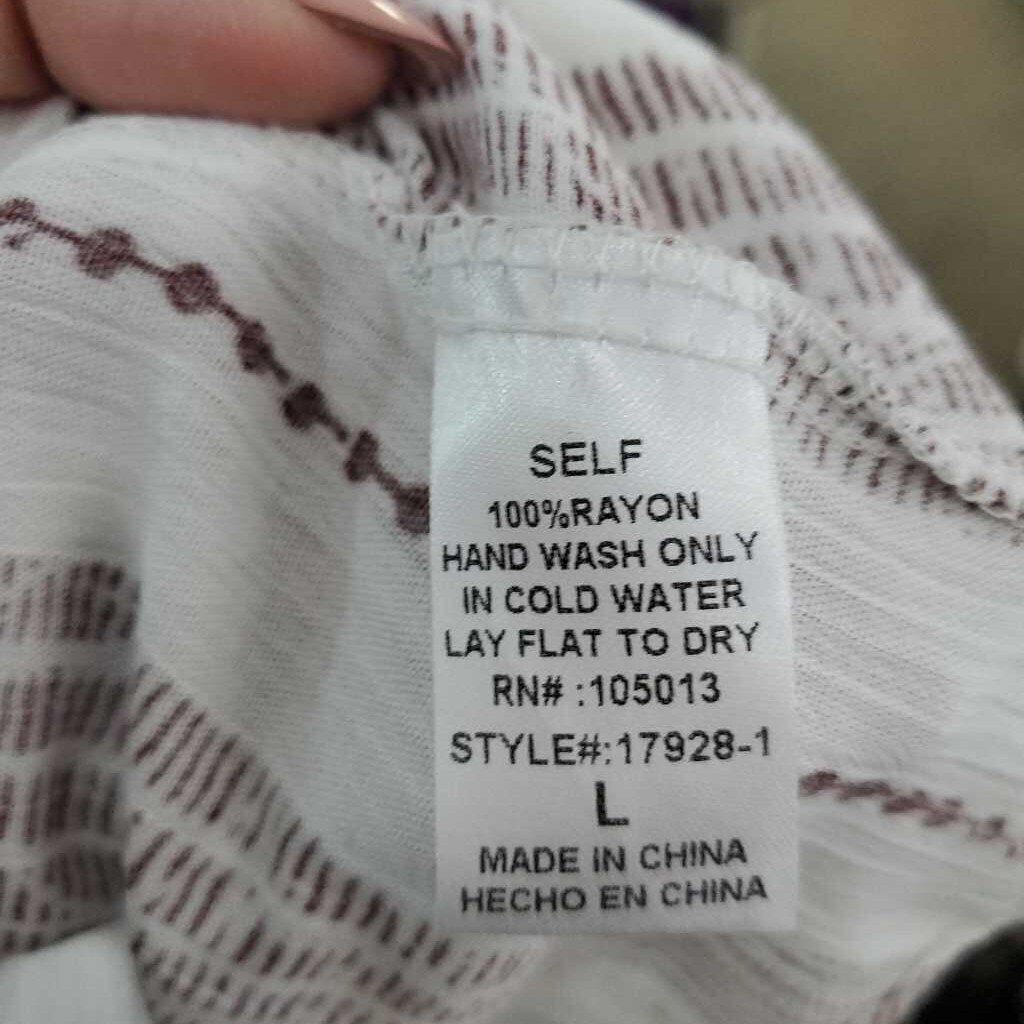 SELF
100%RAYON
HAND WASH ONLY
IN COLD WATER
LAY FLAT TO DRY
RN# :105013
STYLE#:17928-1
L
MADE IN CHINA
HECHO EN CHINA